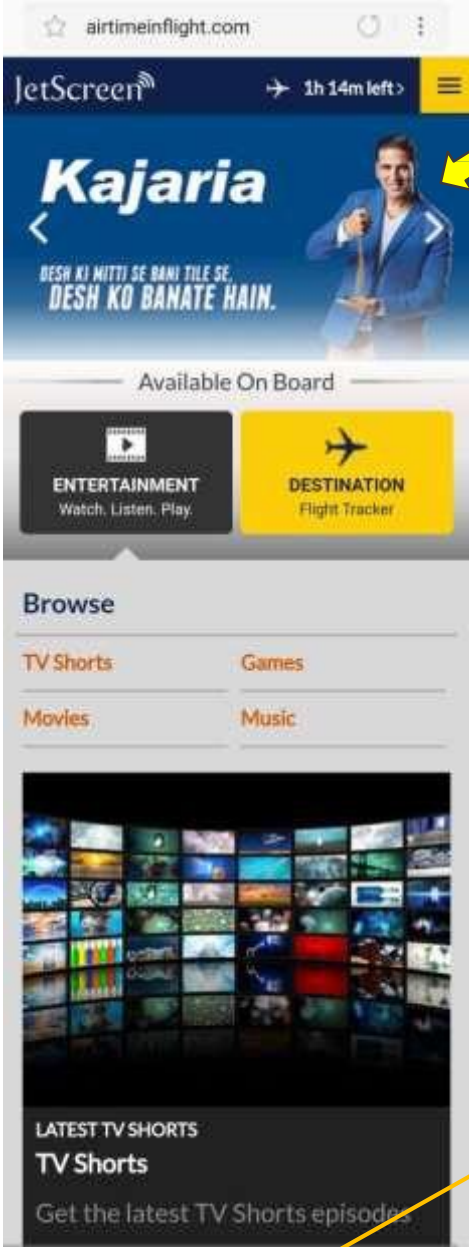 airtimeinflight.com
JetScreen
1h 14m left >
Kajaria
DESH KI MITTI SE BANI TILE SE,
DESH KO BANATE HAIN.
Available On Board
ENTERTAINMENT
Watch. Listen. Play.
DESTINATION
Flight Tracker
Browse
TV Shorts
Games
Movies
Music
LATEST TV SHORTS
TV Shorts
Get the latest TV Shorts episodes